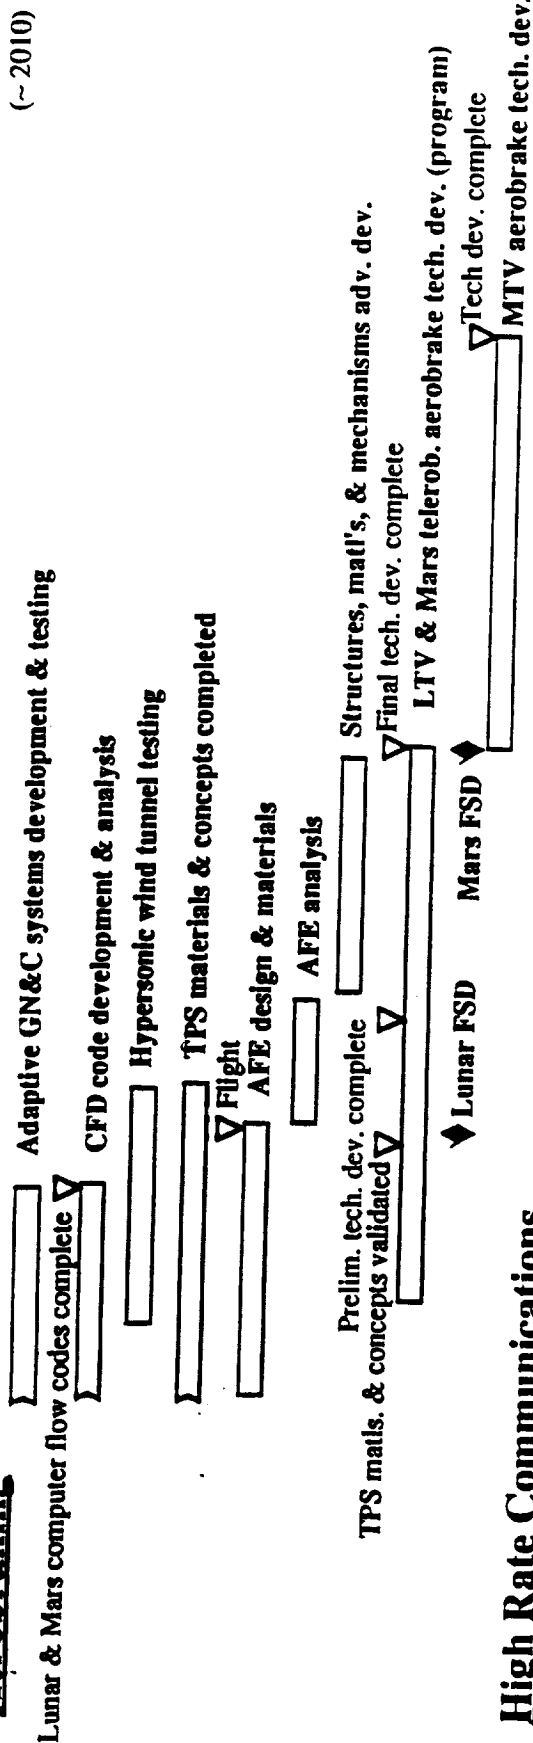 (~ 2010)
Adaptive GN&C systems development & testing
Lunar & Mars computer flow codes complete
CFD code development & analysis
Hypersonic wind tunnel testing
TPS materials & concepts completed
Flight
AFE design & materials
AFE analysis
Structures, matl's, & mechanisms adv. dev.
Prelim. tech. dev. complete
Final tech. dev. complete
TPS matls. & concepts validated
LTV & Mars telerob. aerobrake tech. dev. (program)
Lunar FSD
Mars FSD
Tech dev. complete
MTV aerobrake tech. dev.
High Rate Communications